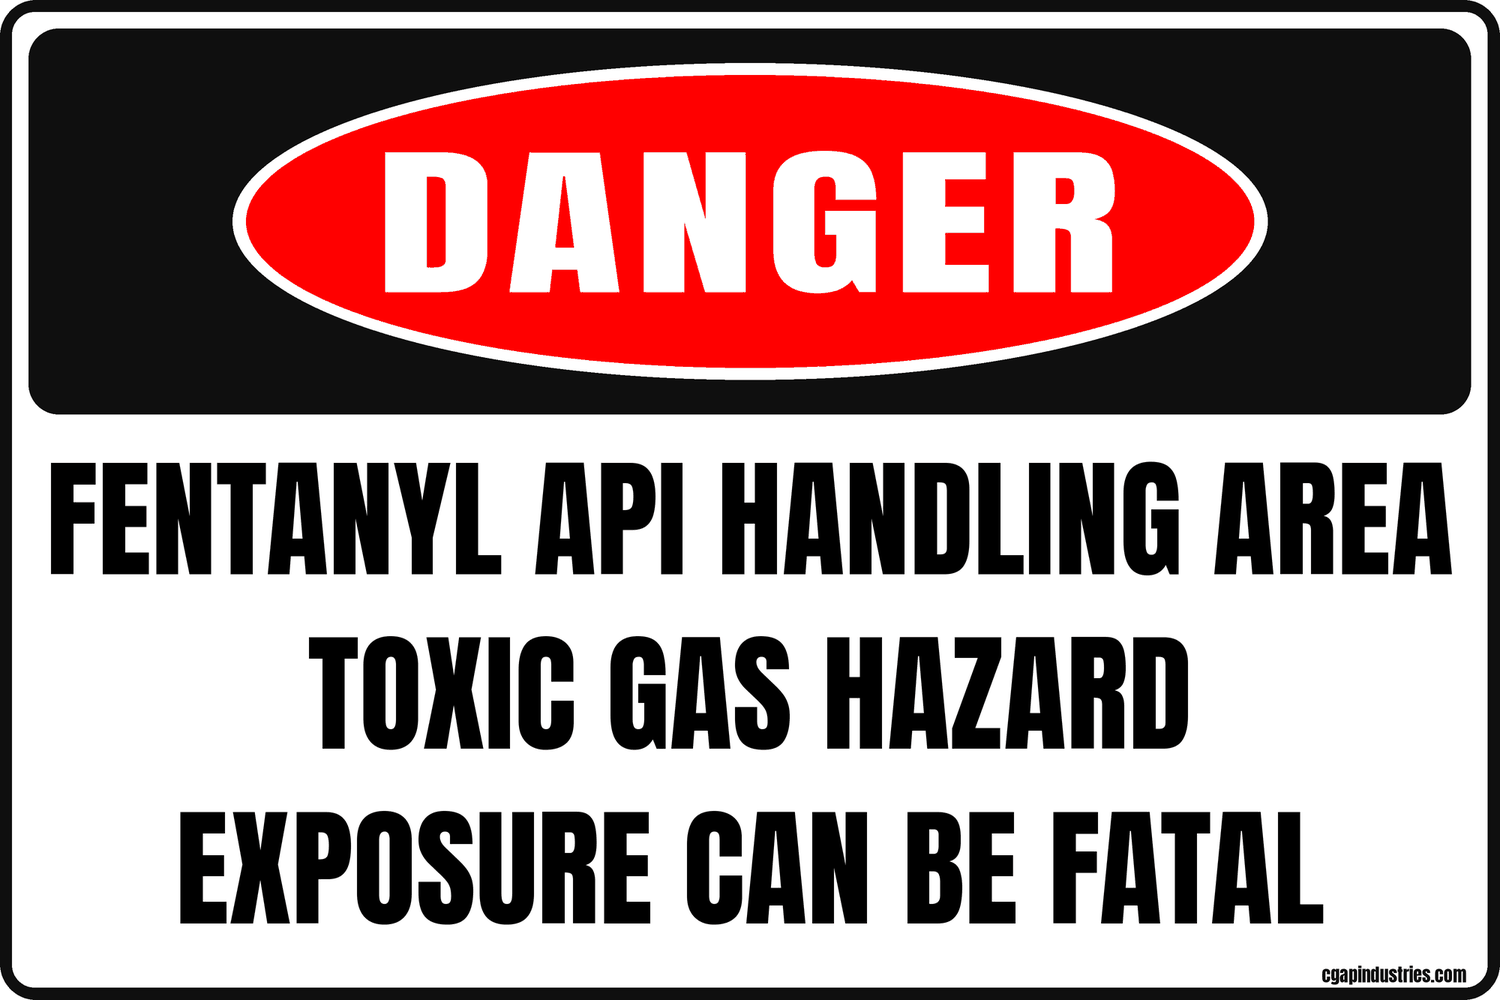 DANGER
FENTANYL API HANDLING AREA
TOXIC GAS HAZARD
EXPOSURE CAN BE FATAL
cgapindustries.com